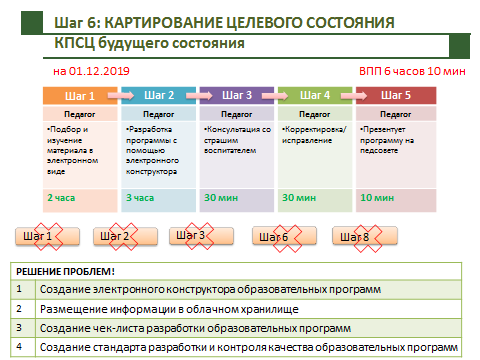 Шаг 6: КАРТИРОВАНИЕ ЦЕЛЕВОГО СОСТОЯНИЯ
КПСЦ будущего состояния
на 01.12.2019 ВПП 6 часов 10 мин
Шаг 1 Шаг 2 Шаг 3 Шаг 4 Шаг 5
Педагог Педагог Педагог Педагог Педагог
•Подбор и •Разработка •Консультация со •Корректировка/ •Презентует
изучение программы с страшим исправление программу на
материала в помощью воспитателем педсовете
электронном электронного
виде конструктора
2 часа 3 часа 30 мин 30 мин 10 мин
Шаг 1 Шаг 2 Шаг 3 Шаг 6 Шаг 8
РЕШЕНИЕ ПРОБЛЕМ!
1 Создание электронного конструктора образовательных программ
2 Размещение информации в облачном хранилище
3 Создание чек-листа разработки образовательных программ
4 Создание стандарта разработки и контроля качества образовательных программ